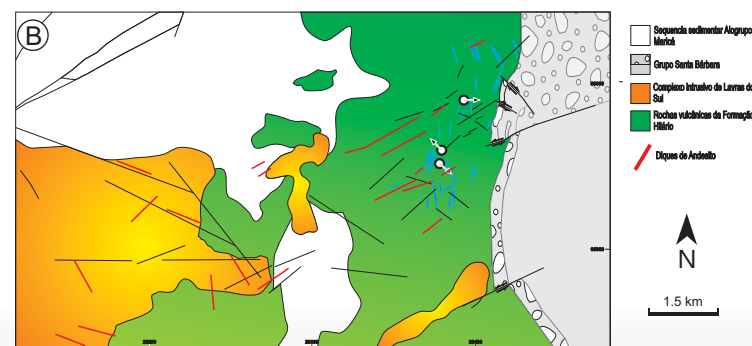 B
Sequencia sedimentar Alogrupo
Maricá
Grupo Santa Bárbara
Complexo Intrusivo de Lavras do
Sul
Rochas vulcânicas da Formação
Hilário
Diques de Andesito
N
1.5 km